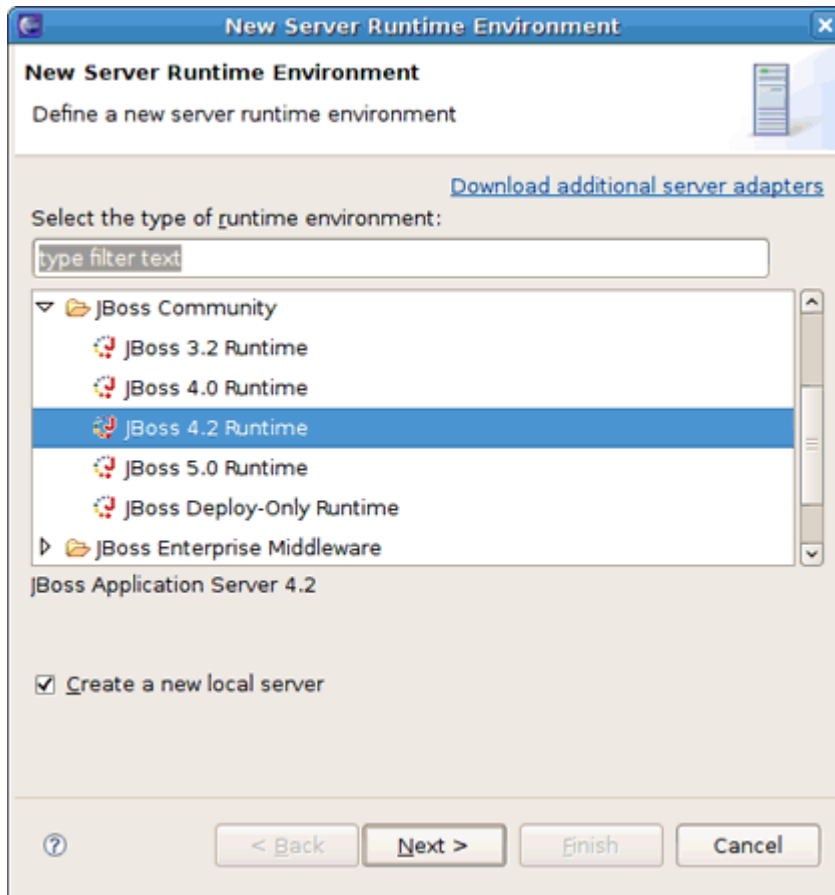 New Server Runtime Environment
New Server Runtime Environment
Define a new server runtime environment
Download additional server adapters
Select the type of runtime environment:
type filter text
JBoss Community
JBoss 3.2 Runtime
JBoss 4.0 Runtime
JBoss 4.2 Runtime
JBoss 5.0 Runtime
JBoss Deploy-Only Runtime
JBoss Enterprise Middleware
JBoss Application Server 4.2
Create a new local server
< Back Next > Finish Cancel